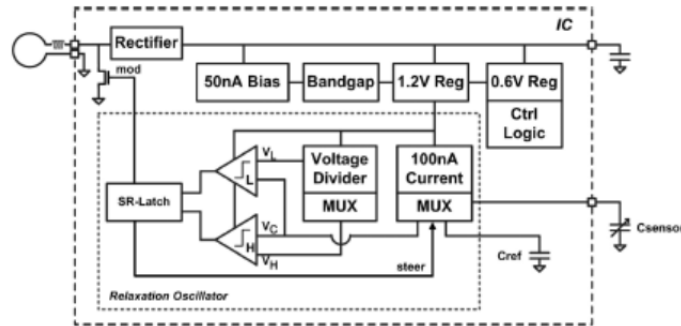 IC
Rectifier
mod
50nA Bias
Bandgap
1.2V Reg
0.6V Reg
Ctrl
Logic
VL
L
Voltage
Divider
MUX
100nA
Current
MUX
SR-Latch
VC
H
VH
steer
Cref
Csensor
Relaxation Oscillator